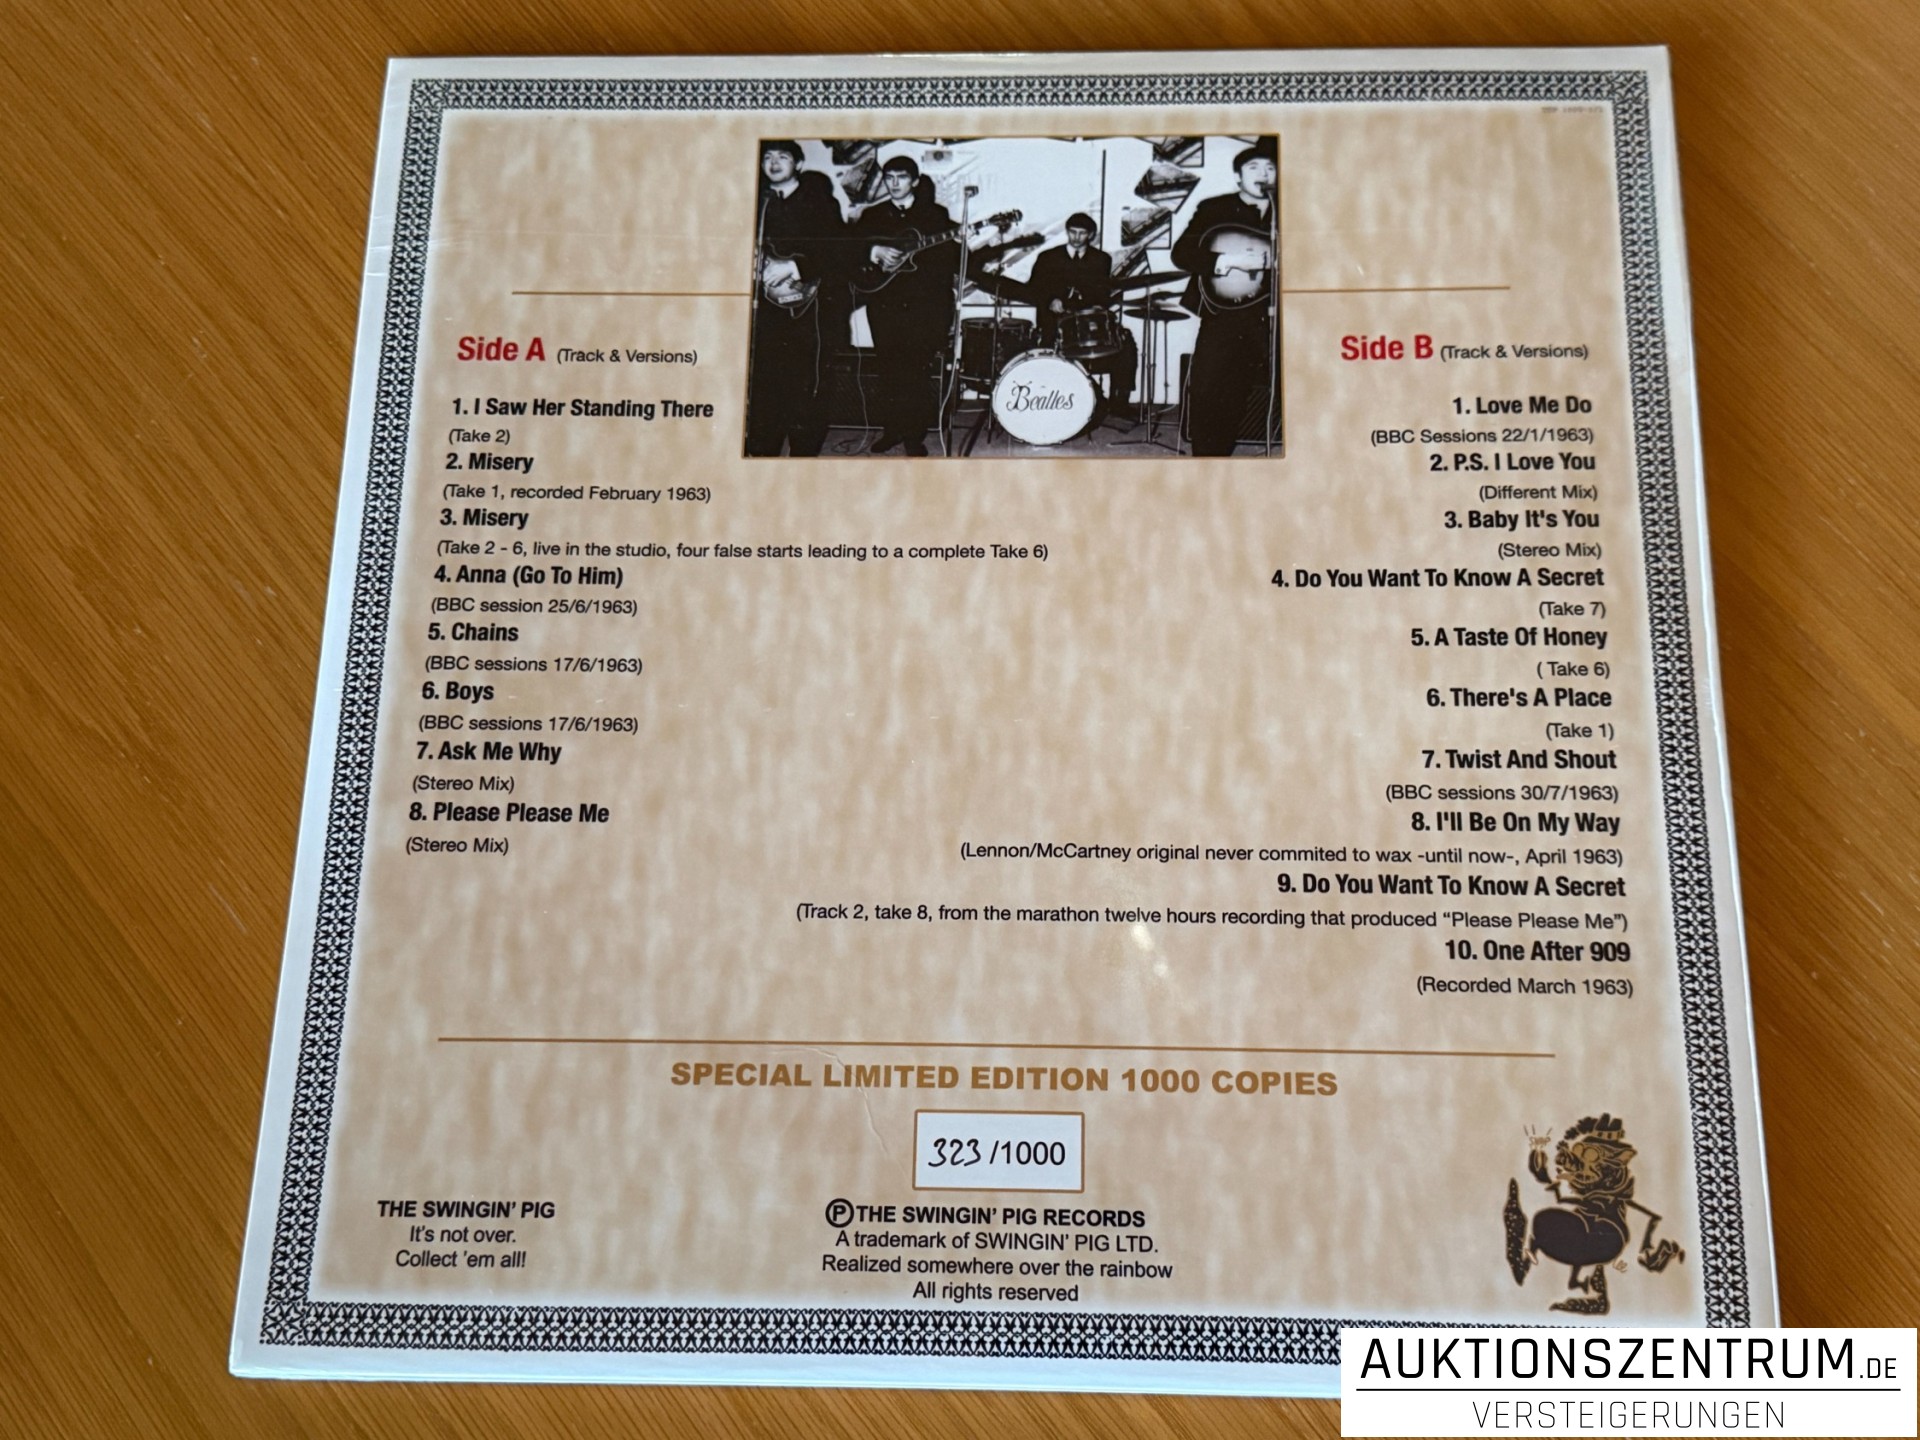 Beatles
Side A (Track & Versions)
1. I Saw Her Standing There
(Take 2)
2. Misery
(Take 1, recorded February 1963)
3. Misery
(Take 2 - 6, live in the studio, four false starts leading to a complete Take 6)
4. Anna (Go To Him)
(BBC session 25/6/1963)
5. Chains
(BBC sessions 17/6/1963)
6. Boys
(BBC sessions 17/6/1963)
7. Ask Me Why
(Stereo Mix)
8. Please Please Me
(Stereo Mix)
Side B (Track & Versions)
1. Love Me Do
(BBC Sessions 22/1/1963)
2. P.S. I Love You
(Different Mix)
3. Baby It's You
(Stereo Mix)
4. Do You Want To Know A Secret
(Take 7)
5. A Taste Of Honey
( Take 6)
6. There's A Place
(Take 1)
7. Twist And Shout
(BBC sessions 30/7/1963)
8. I'll Be On My Way
(Lennon/McCartney original never commited to wax -until now-, April 1963)
9. Do You Want To Know A Secret
(Track 2, take 8, from the marathon twelve hours recording that produced “Please Please Me”)
10. One After 909
(Recorded March 1963)
SPECIAL LIMITED EDITION 1000 COPIES
323 /1000
THE SWINGIN' PIG
It's not over.
Collect 'em all!
Ⓟ THE SWINGIN' PIG RECORDS
A trademark of SWINGIN' PIG LTD.
Realized somewhere over the rainbow
All rights reserved
AUKTIONSZENTRUM.DE
VERSTEIGERUNGEN